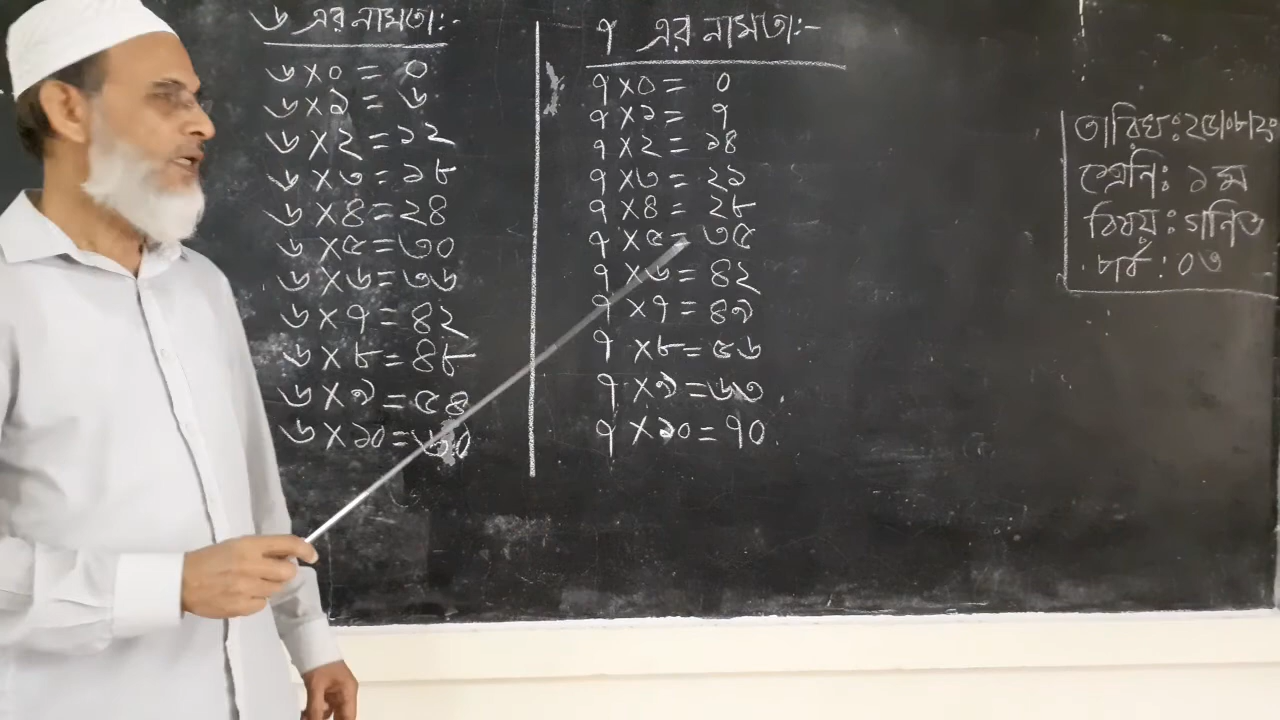 ৬ এর নামতা:-
৬×০ = ০
৬×১ = ৬
৬×২ = ১২
৬×৩ = ১৮
৬×৪ = ২৪
৬×৫ = ৩০
৬×৬ = ৩৬
৬×৭ = ৪২
৬×৮ = ৪৮
৬×৯ = ৫৪
৬×১০ = ৬০
৭ এর নামতা:-
৭×০ = ০
৭×১ = ৭
৭×২ = ১৪
৭×৩ = ২১
৭×৪ = ২৮
৭×৫ = ৩৫
৭×৬ = ৪২
৭×৭ = ৪৯
৭×৮ = ৫৬
৭×৯ = ৬৩
৭×১০ = ৭০
তারিখ: ২৫/০৮/২০
শ্রেণি: ১ম
বিষয়: গণিত
: ০৩